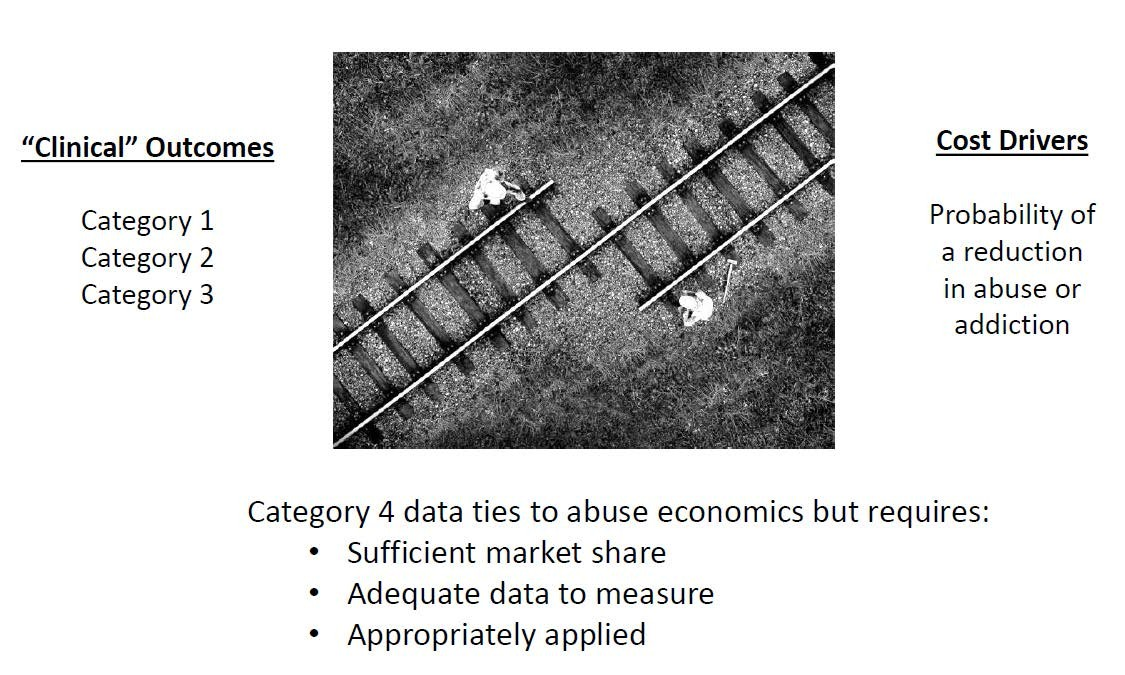 “Clinical” Outcomes
Category 1
Category 2
Category 3
Cost Drivers
Probability of
a reduction
in abuse or
addiction
Category 4 data ties to abuse economics but requires:
• Sufficient market share
• Adequate data to measure
• Appropriately applied